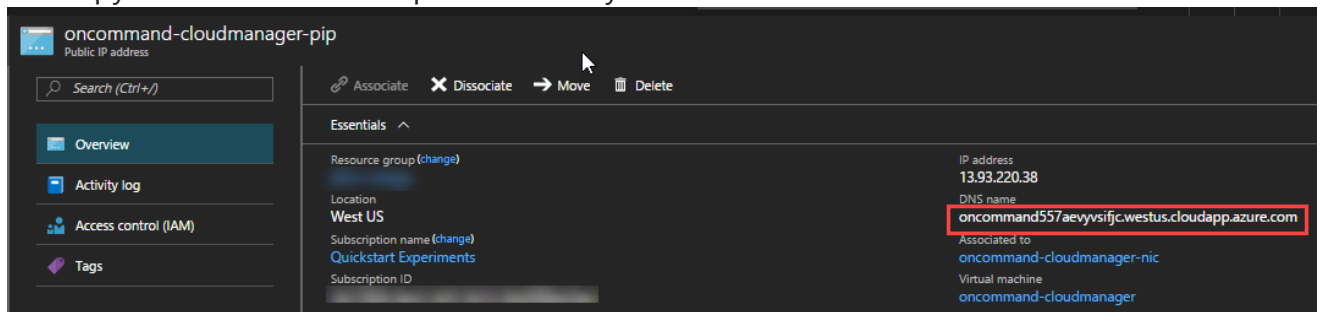 oncommand-cloudmanager-pip
Public IP address
Search (Ctrl+/)
Overview
Activity log
Access control (IAM)
Tags
Associate Dissociate Move Delete
Essentials
Resource group (change)
Location
West US
Subscription name (change)
Quickstart Experiments
Subscription ID
IP address
13.93.220.38
DNS name
oncommand557aevyvsifjc.westus.cloudapp.azure.com
Associated to
oncommand-cloudmanager-nic
Virtual machine
oncommand-cloudmanager